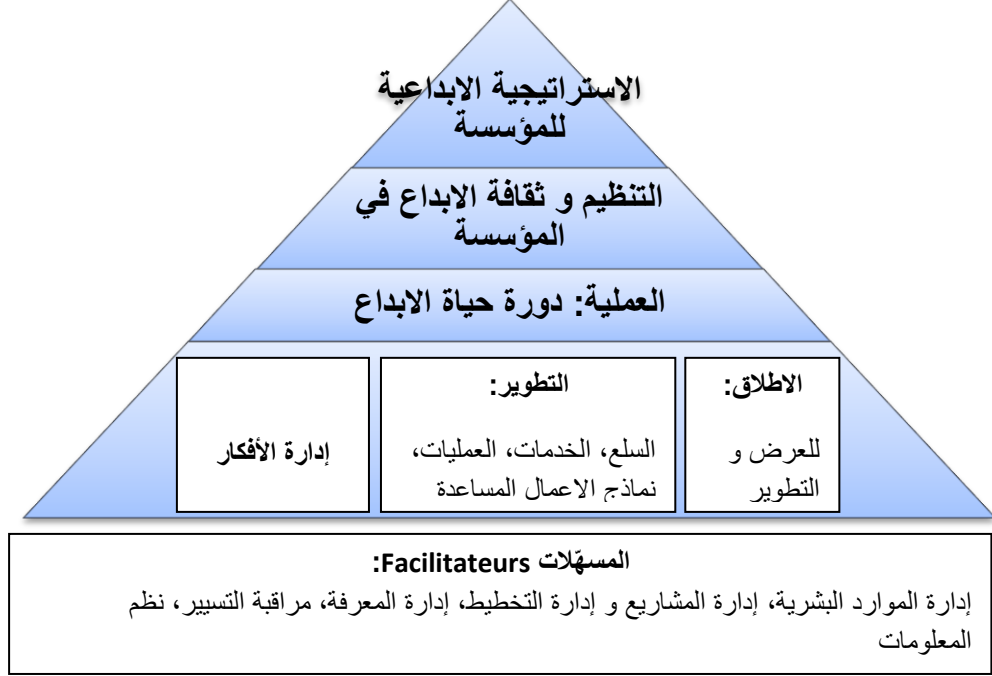 الاستراتيجية الابداعية
للمؤسسة
التنظيم و ثقافة الابداع في
المؤسسة
العملية: دورة حياة الابداع
الاطلاق:
للعرض و
التطوير
التطوير:
السلع، الخدمات، العمليات،
نماذج الاعمال المساعدة
إدارة الأفكار
المسهّلات Facilitateurs:
إدارة الموارد البشرية، إدارة المشاريع و إدارة التخطيط، إدارة المعرفة، مراقبة التسيير، نظم
المعلومات